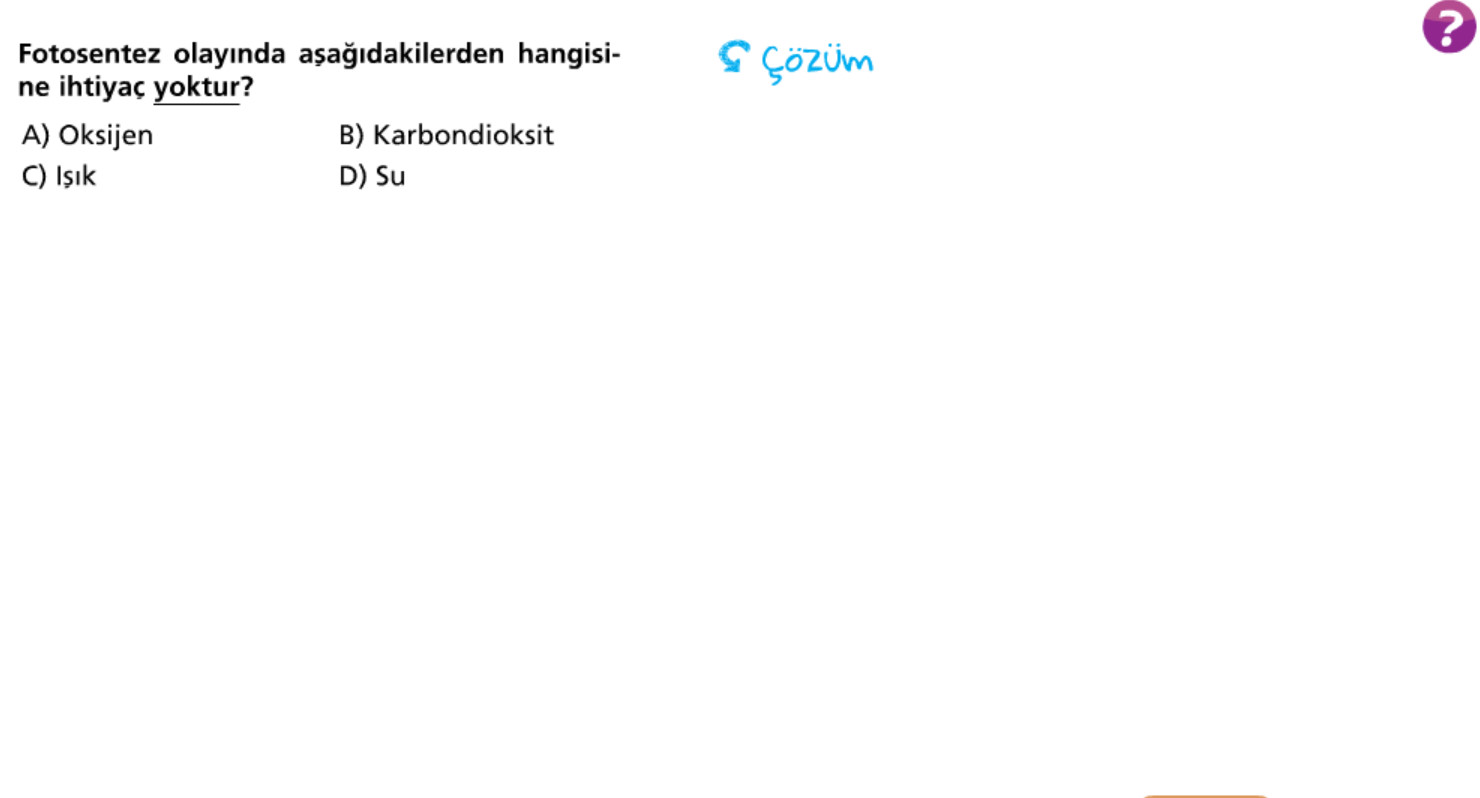 Fotosentez olayında aşağıdakilerden hangisi-
ne ihtiyaç yoktur?
A) Oksijen
B) Karbondioksit
C) Işık
D) Su
Çözüm
?